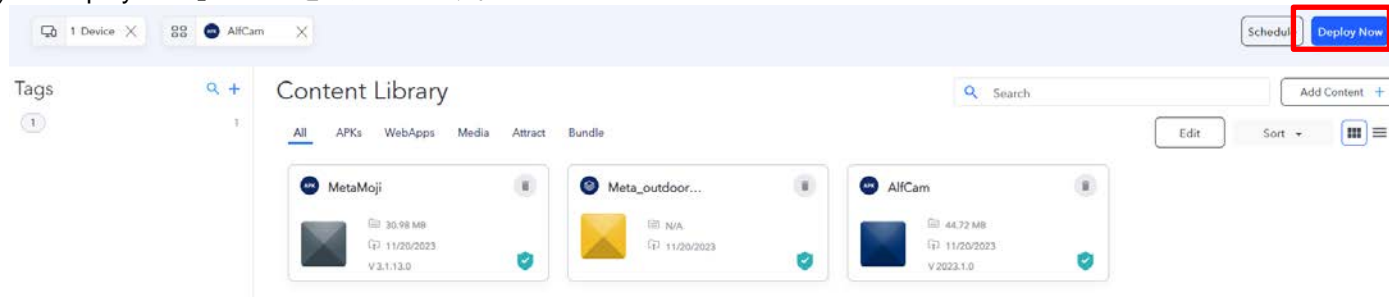 1 Device
AlfCam
Schedule
Deploy Now
Tags
1
1
Content Library
Search
Add Content +
All APKs WebApps Media Attract Bundle
Edit
Sort
APK MetaMoji
30.98 MB
11/20/2023
V 3.1.13.0
Meta_outdoor...
N/A
11/20/2023
AlfCam
44.72 MB
11/20/2023
V 2023.1.0